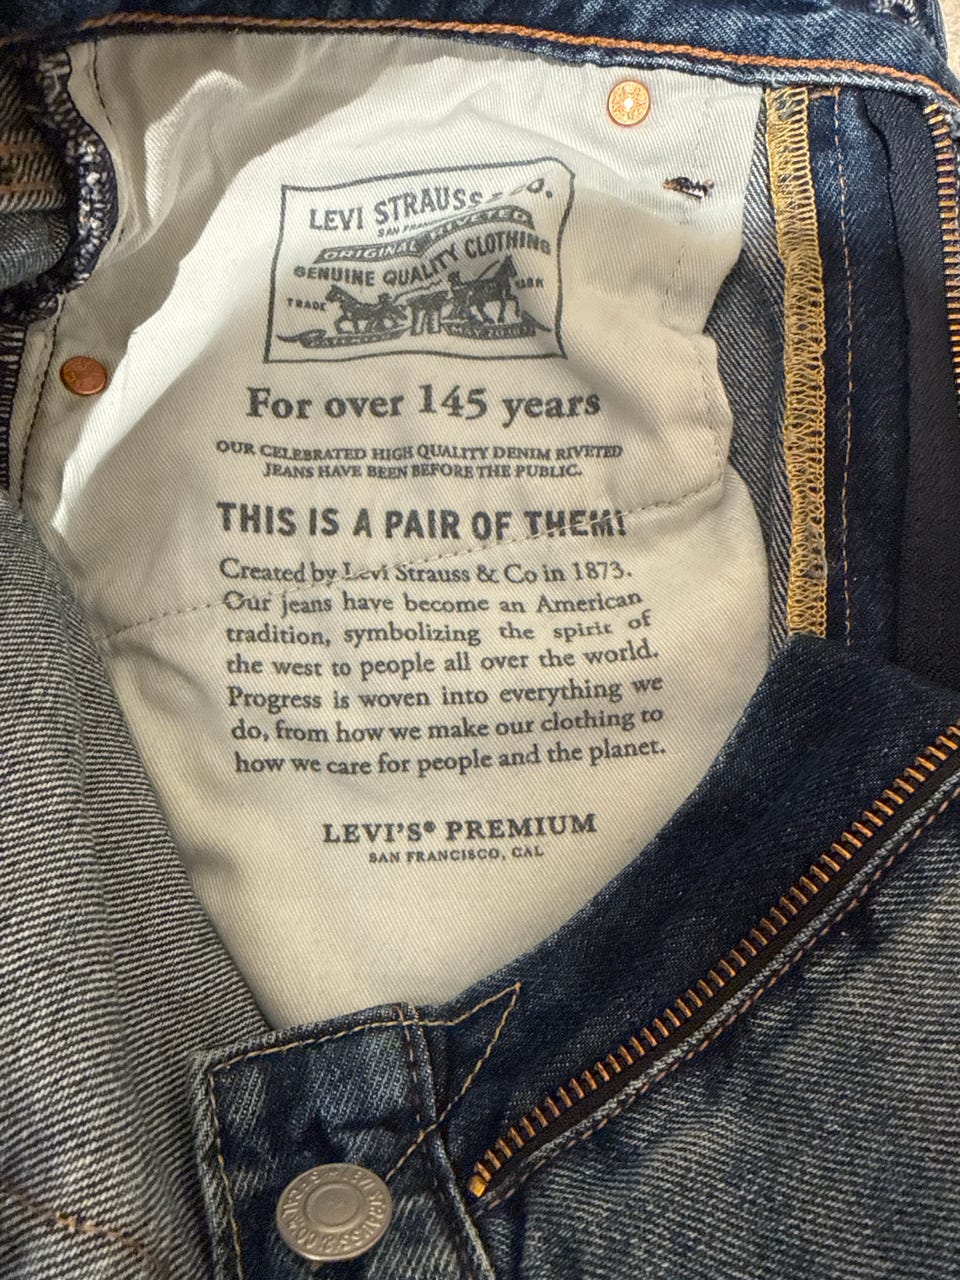 LEVI STRAUSS & CO.
SAN FRAN
ORIGINAL RIVETED
GENUINE QUALITY CLOTHING
TRADE MARK
For over 145 years
OUR CELEBRATED HIGH QUALITY DENIM RIVETED
JEANS HAVE BEEN BEFORE THE PUBLIC.
THIS IS A PAIR OF THEM!
Created by Levi Strauss & Co in 1873.
Our jeans have become an American
tradition, symbolizing the spirit of
the west to people all over the world.
Progress is woven into everything we
do, from how we make our clothing to
how we care for people and the planet.
LEVI'S® PREMIUM
SAN FRANCISCO, CAL